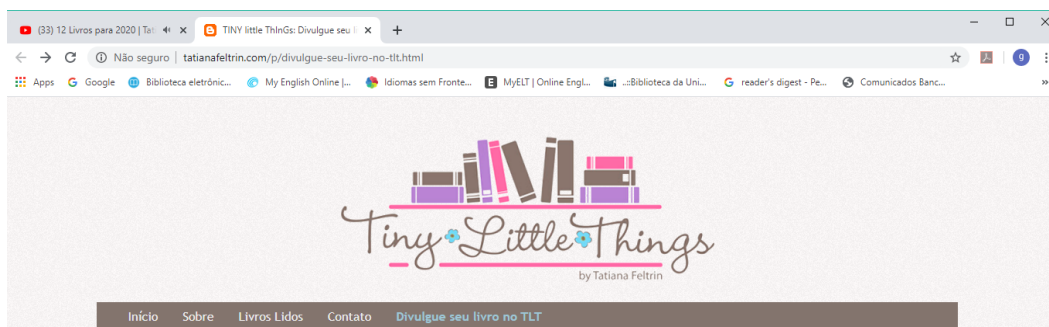 (33) 12 Livros para 2020 | Tati
TINY little ThInGs: Divulgue seu l
Não seguro | tatianafeltrin.com/p/divulgue-seu-livro-no-tlt.html
g
Apps Google Biblioteca eletrônic... My English Online |... Idiomas sem Fronte... E MyELT | Online Engl... ..::Biblioteca da Uni... reader's digest - Pe... Comunicados Banc... »
Tiny Little Things
by Tatiana Feltrin
Início Sobre Livros Lidos Contato Divulgue seu livro no TLT